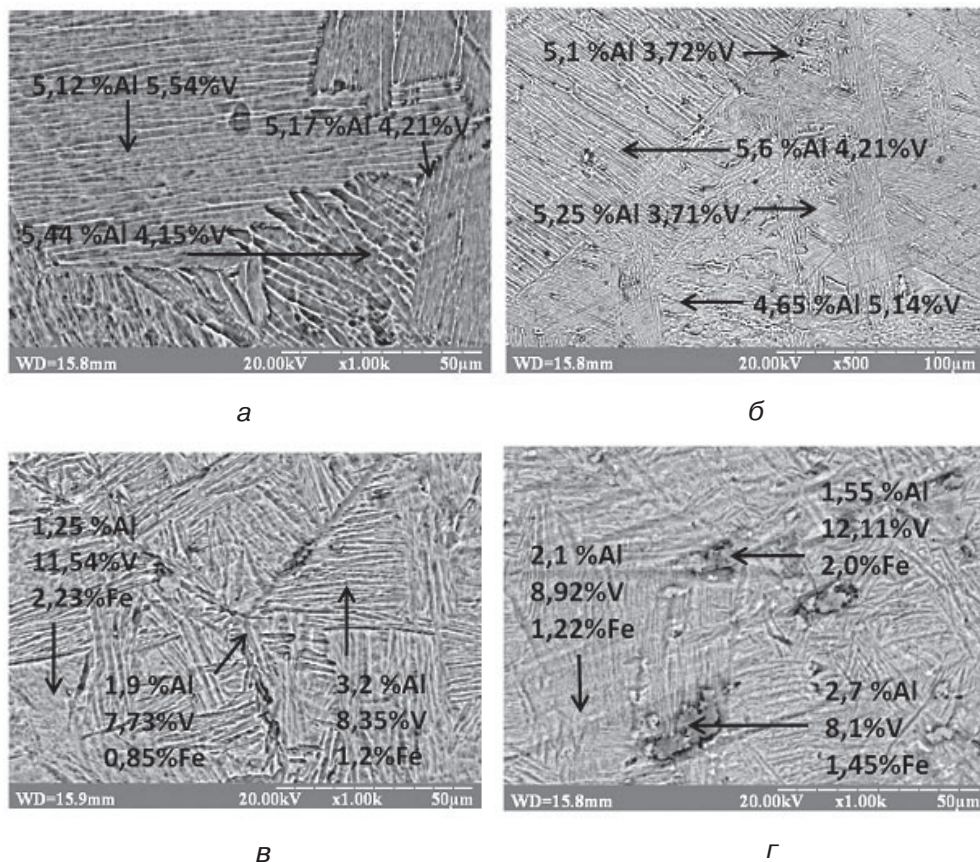 5,12 %Al 5,54%V
5,17 %Al 4,21%V
5,44 %Al 4,15%V
WD=15.8mm 20.00kV x1.00k 50µm
а
5,1 %Al 3,72%V
5,6 %Al 4,21%V
5,25 %Al 3,71%V
4,65 %Al 5,14%V
WD=15.8mm 20.00kV x500 100µm
б
1,25 %Al
11,54%V
2,23%Fe
1,9 %Al
7,73%V
0,85%Fe
3,2 %Al
8,35%V
1,2%Fe
WD=15.9mm 20.00kV x1.00k 50µm
в
2,1 %Al
8,92%V
1,22%Fe
1,55 %Al
12,11%V
2,0%Fe
2,7 %Al
8,1%V
1,45%Fe
WD=15.8mm 20.00kV x1.00k 50µm
г